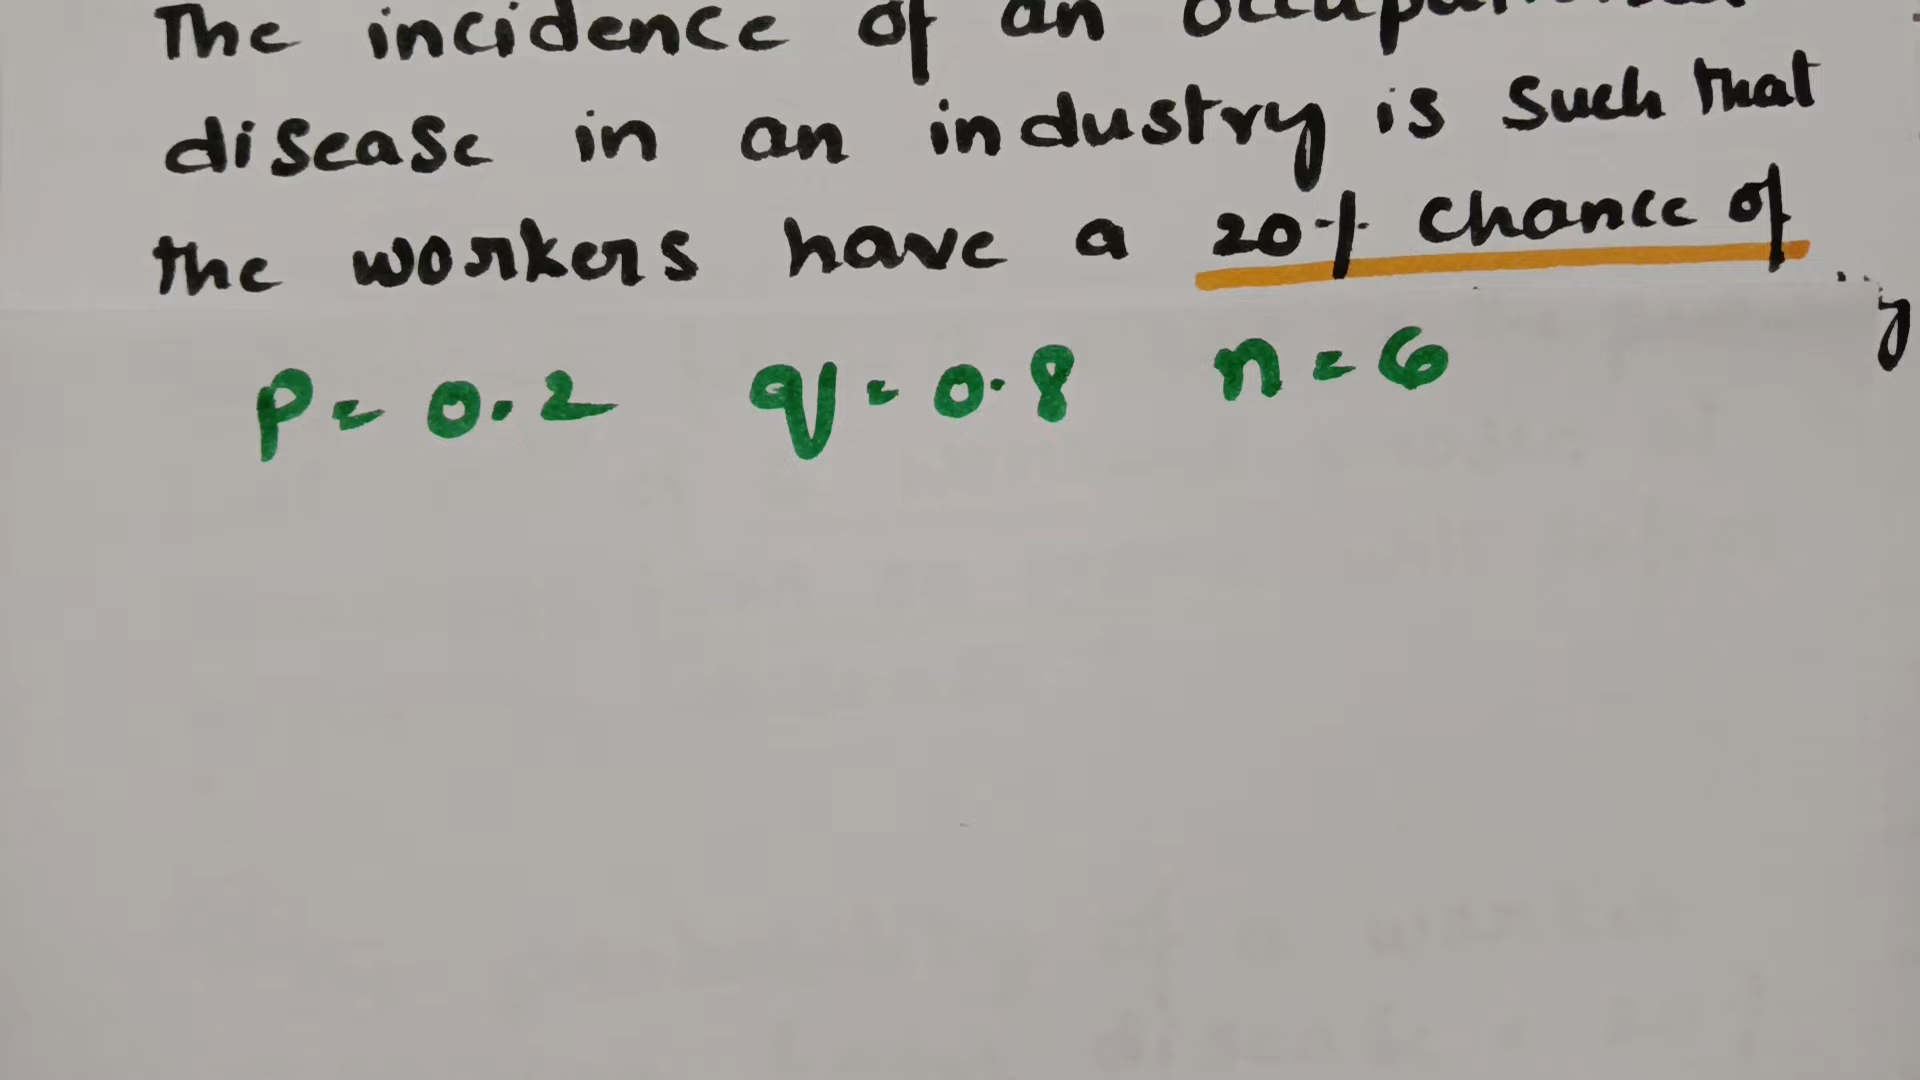 The incidence of an
disease in an industry is such that
the workers have a 20% chance of
p = 0.2 q = 0.8 n = 6